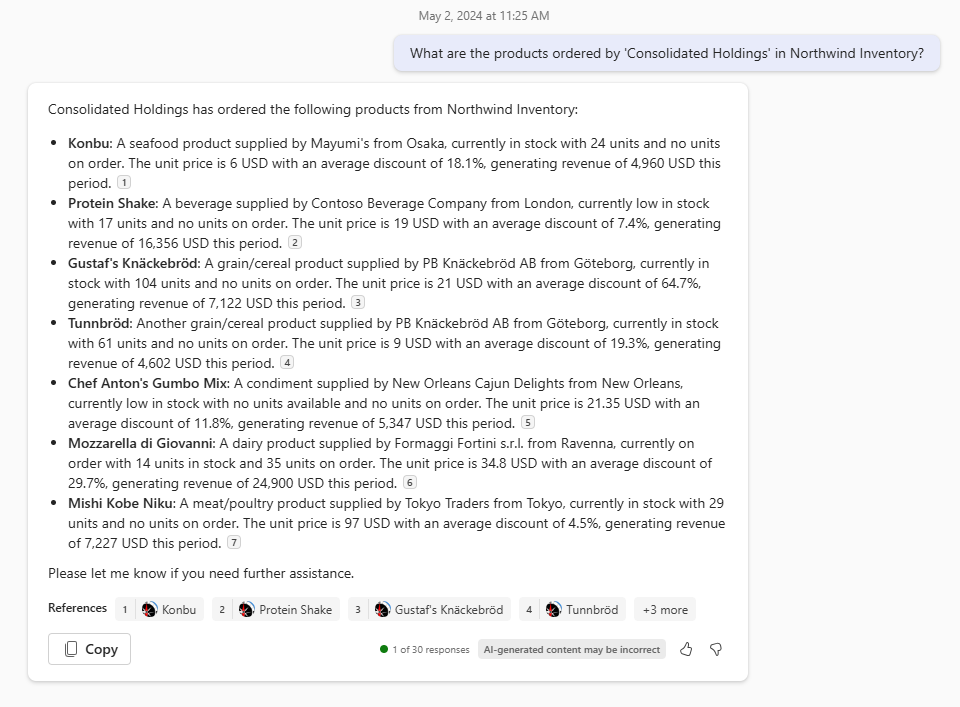 May 2, 2024 at 11:25 AM
What are the products ordered by 'Consolidated Holdings' in Northwind Inventory?
Consolidated Holdings has ordered the following products from Northwind Inventory:
• Konbu: A seafood product supplied by Mayumi's from Osaka, currently in stock with 24 units and no units
on order. The unit price is 6 USD with an average discount of 18.1%, generating revenue of 4,960 USD this
period. 1
• Protein Shake: A beverage supplied by Contoso Beverage Company from London, currently low in stock
with 17 units and no units on order. The unit price is 19 USD with an average discount of 7.4%, generating
revenue of 16,356 USD this period. 2
• Gustaf's Knäckebröd: A grain/cereal product supplied by PB Knäckebröd AB from Göteborg, currently in
stock with 104 units and no units on order. The unit price is 21 USD with an average discount of 64.7%,
generating revenue of 7,122 USD this period. 3
• Tunnbröd: Another grain/cereal product supplied by PB Knäckebröd AB from Göteborg, currently in stock
with 61 units and no units on order. The unit price is 9 USD with an average discount of 19.3%, generating
revenue of 4,602 USD this period. 4
• Chef Anton's Gumbo Mix: A condiment supplied by New Orleans Cajun Delights from New Orleans,
currently low in stock with no units available and no units on order. The unit price is 21.35 USD with an
average discount of 11.8%, generating revenue of 5,347 USD this period. 5
• Mozzarella di Giovanni: A dairy product supplied by Formaggi Fortini s.r.l. from Ravenna, currently on
order with 14 units in stock and 35 units on order. The unit price is 34.8 USD with an average discount of
29.7%, generating revenue of 24,900 USD this period. 6
• Mishi Kobe Niku: A meat/poultry product supplied by Tokyo Traders from Tokyo, currently in stock with 29
units and no units on order. The unit price is 97 USD with an average discount of 4.5%, generating revenue
of 7,227 USD this period. 7
Please let me know if you need further assistance.
References 1 Konbu 2 Protein Shake 3 Gustaf's Knäckebröd 4 Tunnbröd +3 more
Copy 1 of 30 responses AI-generated content may be incorrect